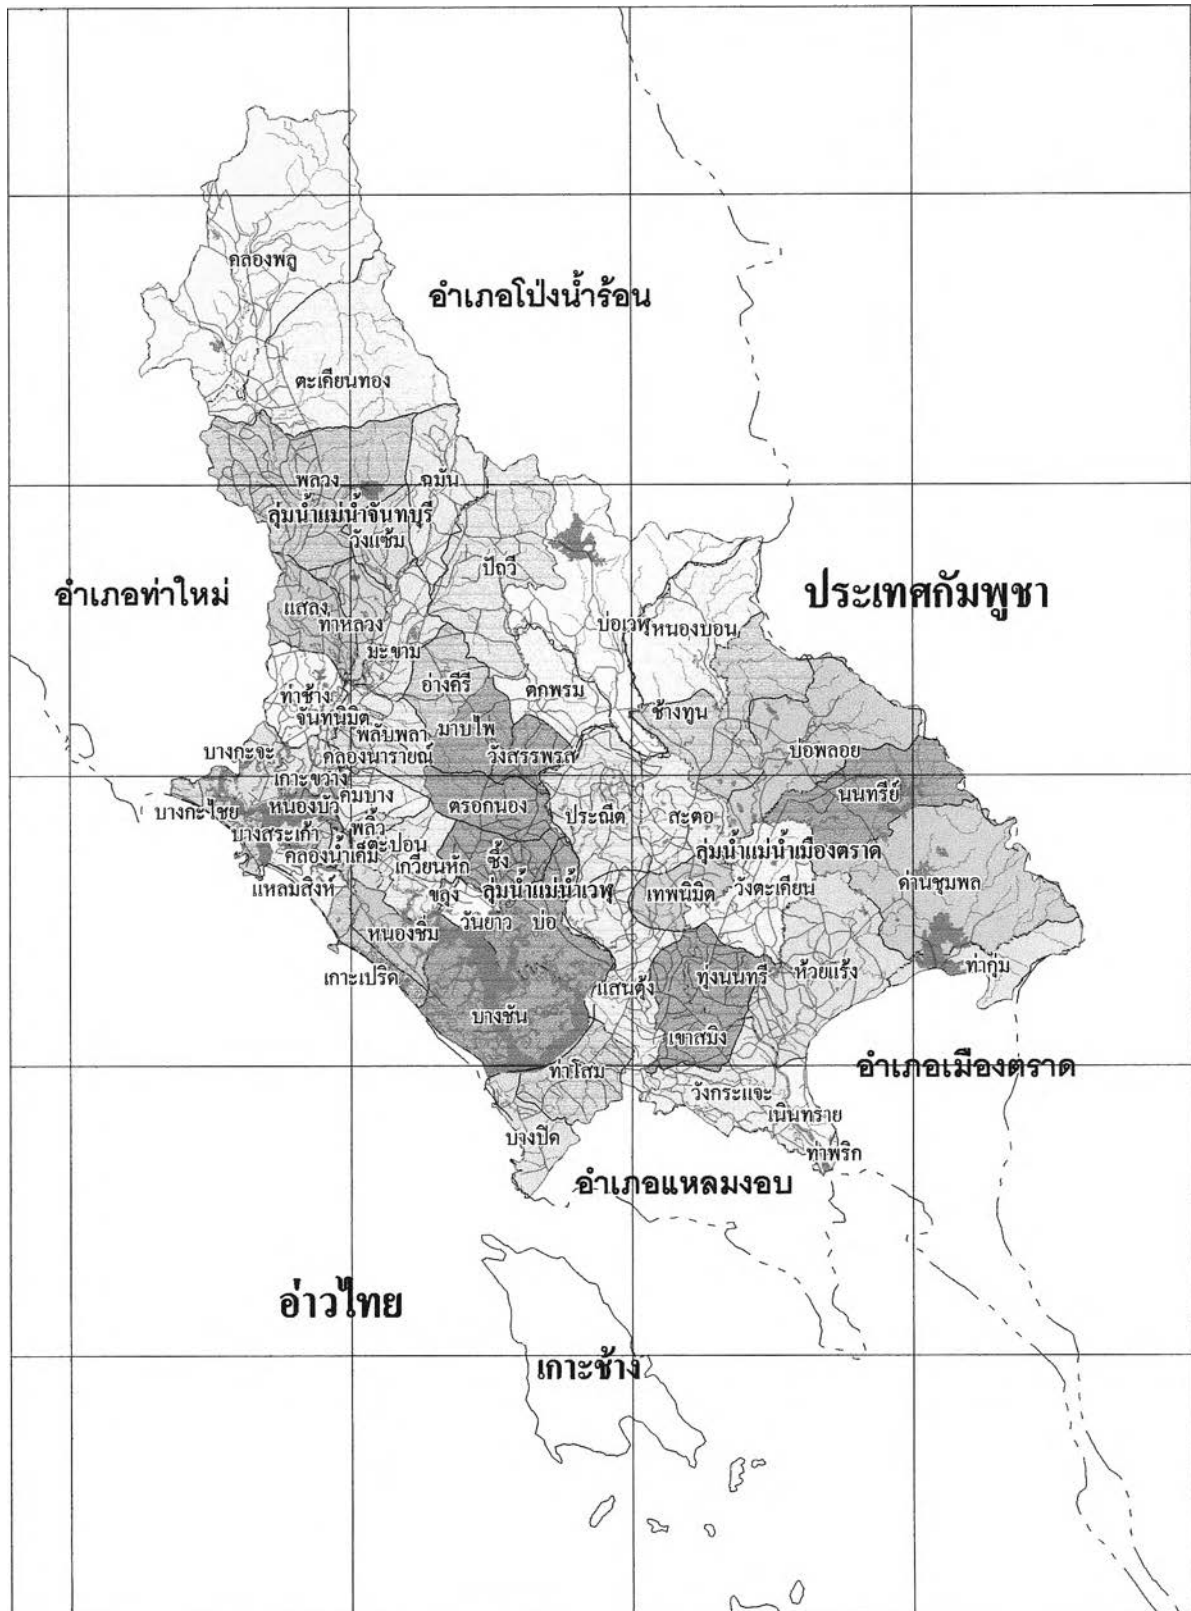 คลองพลู
อำเภอโป่งน้ำร้อน
ตะเคียนทอง
พลวง
ฉมัน
ลุ่มน้ำแม่น้ำจันทบุรี
วังแซ้ม
ปัถวี
อำเภอท่าใหม่
ประเทศกัมพูชา
แสลง
ท่าหลวง
บ่อเวฬุ
หนองบอน
มะขาม
อ่างคีรี
ตกพรม
ท่าช้าง
จันทนิมิต
ช้างทูน
พลับพลา
มาบไพ
วังสรรพรส
บ่อพลอย
บางกะจะ
คลองนารายณ์
เกาะขวาง
นนทรีย์
บางกะไชย
หนองบัว
คมบาง
ตรอกนอง
ประณีต
สะตอ
บางสระเก้า
พลิ้ว
ตะปอน
คลองน้ำเค็ม
เกวียนหัก
ซึ้ง
ลุ่มน้ำแม่น้ำเมืองตราด
แหลมสิงห์
ขลุง
ลุ่มน้ำแม่น้ำเวฬุ
เทพนิมิต
วังตะเคียน
ด่านชุมพล
หนองชิ่ม
วันยาว
บ่อ
เกาะเปริด
แสนตุ้ง
ทุ่งนนทรี
ห้วยแร้ง
ท่ากุ่ม
บางชัน
เขาสมิง
ท่าโสม
อำเภอเมืองตราด
วังกระแจะ
เนินทราย
บางปิด
ท่าพริก
อำเภอแหลมงอบ
อ่าวไทย
เกาะช้าง